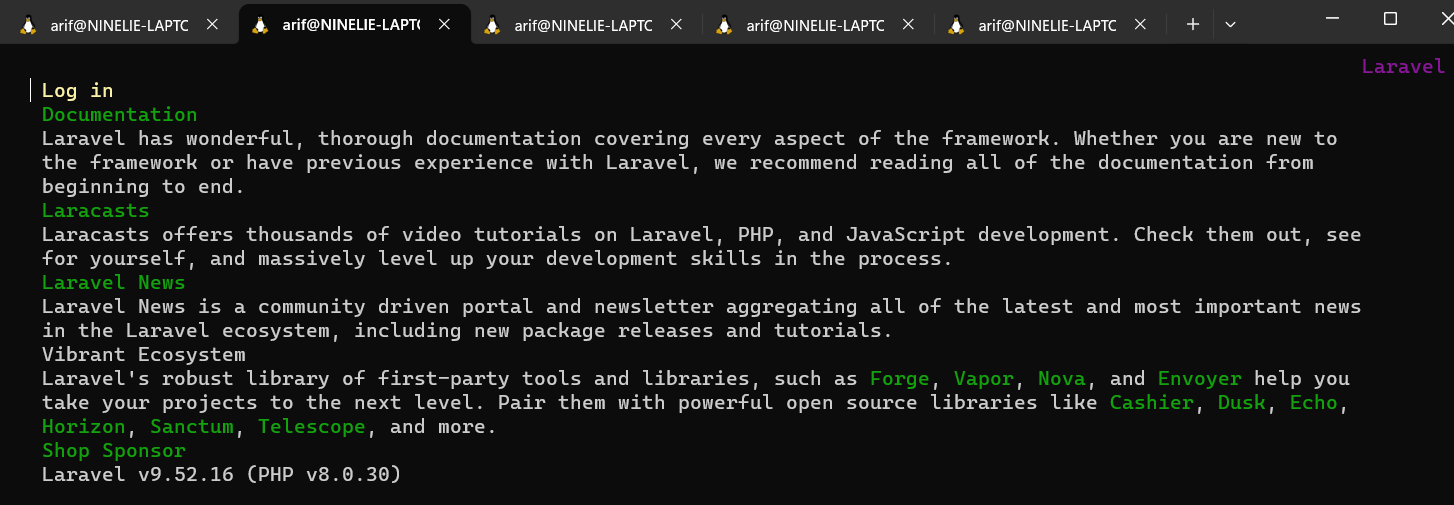 arif@NINELIE-LAPTC arif@NINELIE-LAPTC arif@NINELIE-LAPTC arif@NINELIE-LAPTC arif@NINELIE-LAPTC
Laravel
Log in
Documentation
Laravel has wonderful, thorough documentation covering every aspect of the framework. Whether you are new to
the framework or have previous experience with Laravel, we recommend reading all of the documentation from
beginning to end.
Laracasts
Laracasts offers thousands of video tutorials on Laravel, PHP, and JavaScript development. Check them out, see
for yourself, and massively level up your development skills in the process.
Laravel News
Laravel News is a community driven portal and newsletter aggregating all of the latest and most important news
in the Laravel ecosystem, including new package releases and tutorials.
Vibrant Ecosystem
Laravel's robust library of first-party tools and libraries, such as Forge, Vapor, Nova, and Envoyer help you
take your projects to the next level. Pair them with powerful open source libraries like Cashier, Dusk, Echo,
Horizon, Sanctum, Telescope, and more.
Shop Sponsor
Laravel v9.52.16 (PHP v8.0.30)